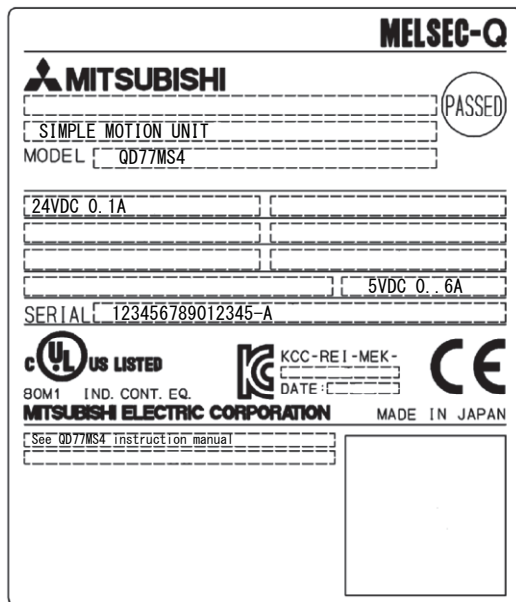 MELSEC-Q
MITSUBISHI
PASSED
SIMPLE MOTION UNIT
MODEL QD77MS4
24VDC 0.1A
5VDC 0..6A
SERIAL 123456789012345-A
c UL US LISTED
80M1 IND. CONT. EQ.
KCC-REI-MEK-
DATE:
CE
MITSUBISHI ELECTRIC CORPORATION
MADE IN JAPAN
See QD77MS4 instruction manual